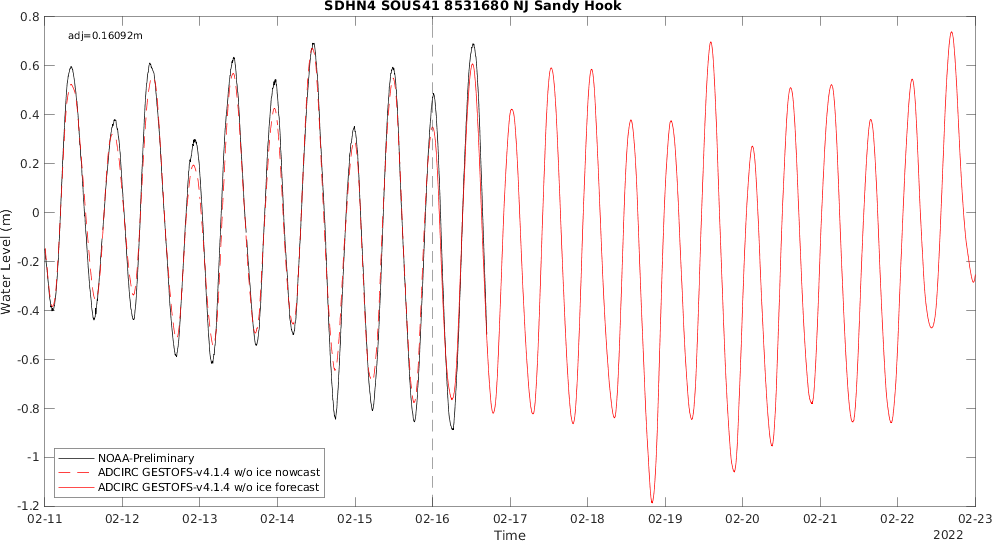 SDHN4 SOUS41 8531680 NJ Sandy Hook
adj=0.16092m
0.8
0.6
0.4
0.2
0
-0.2
-0.4
-0.6
-0.8
-1
-1.2
Water Level (m)
NOAA-Preliminary
ADCIRC GESTOFS-v4.1.4 w/o ice nowcast
ADCIRC GESTOFS-v4.1.4 w/o ice forecast
02-11 02-12 02-13 02-14 02-15 02-16 02-17 02-18 02-19 02-20 02-21 02-22 02-23
Time
2022